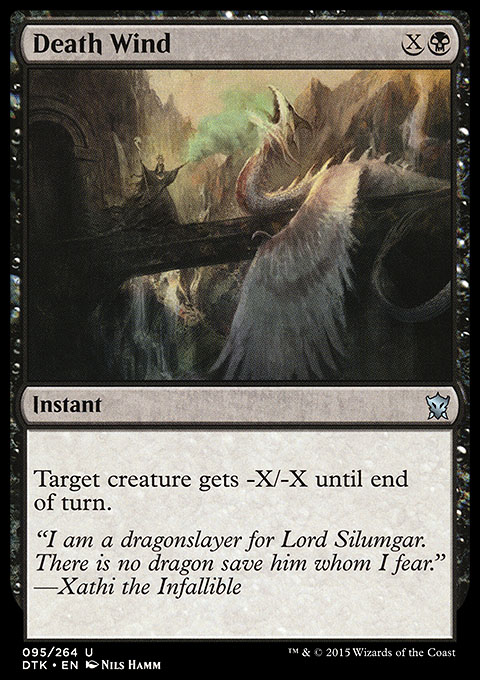 Death Wind X
Instant
Target creature gets -X/-X until end
of turn.
“I am a dragonslayer for Lord Silumgar.
There is no dragon save him whom I fear.”
—Xathi the Infallible
095/264 U
DTK • EN Nils Hamm
™ & © 2015 Wizards of the Coast